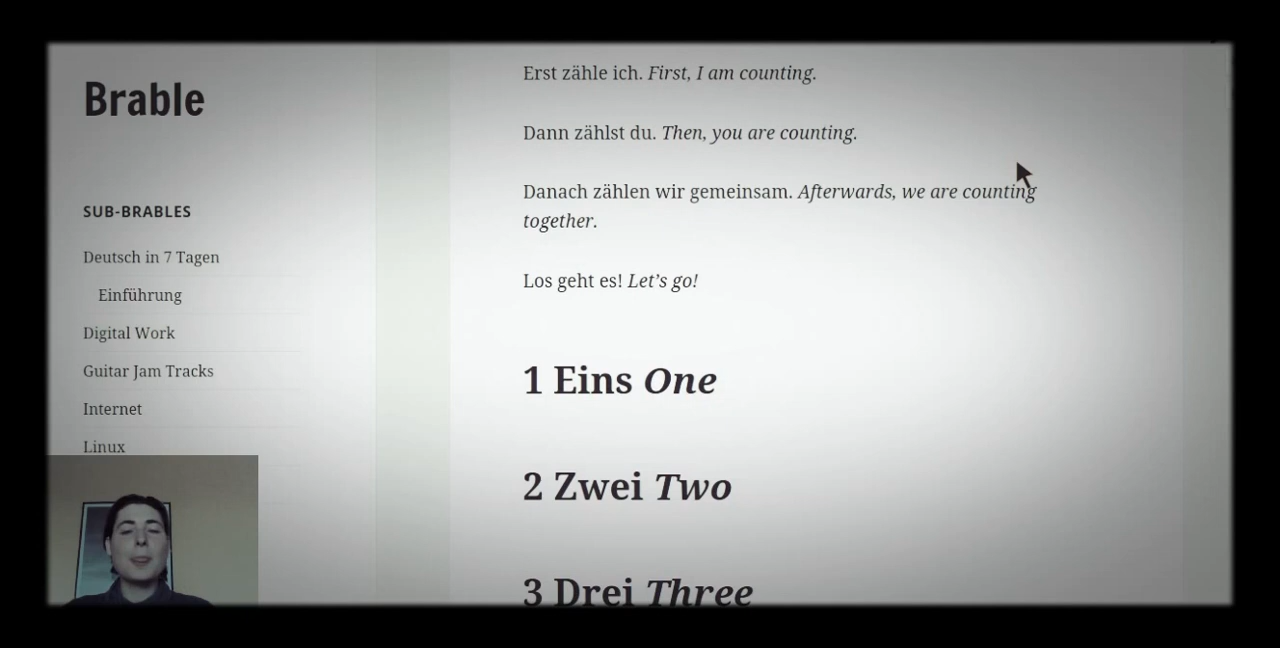 Brable
SUB-BRABLES
Deutsch in 7 Tagen
Einführung
Digital Work
Guitar Jam Tracks
Internet
Linux
Erst zähle ich. First, I am counting.
Dann zählst du. Then, you are counting.
Danach zählen wir gemeinsam. Afterwards, we are counting
together.
Los geht es! Let's go!
1 Eins One
2 Zwei Two
3 Drei Three